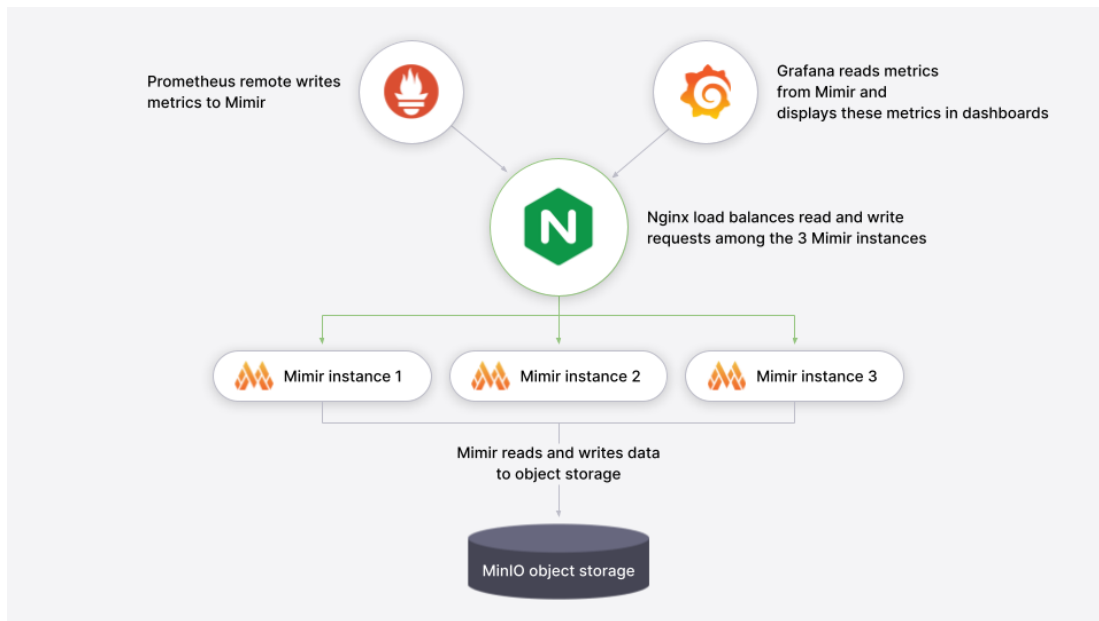 Prometheus remote writes
metrics to Mimir
Grafana reads metrics
from Mimir and
displays these metrics in dashboards
N
Nginx load balances read and write
requests among the 3 Mimir instances
Mimir instance 1
Mimir instance 2
Mimir instance 3
Mimir reads and writes data
to object storage
MinIO object storage